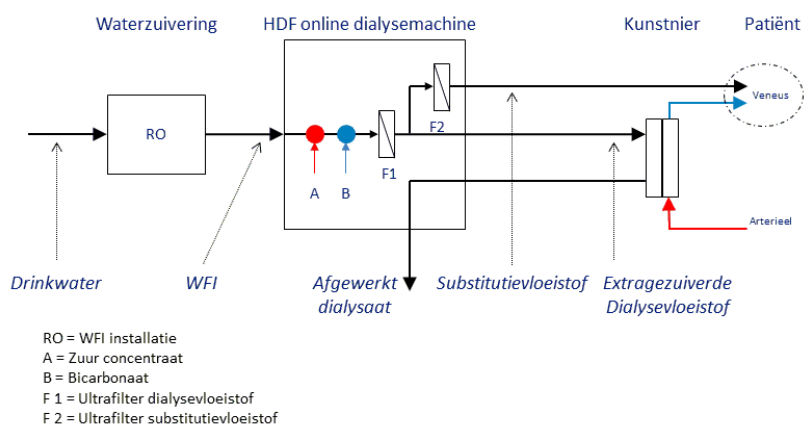 Waterzuivering
HDF online dialysemachine
Kunstnier
Patiënt
RO
A
B
F1
F2
Veneus
Arterieel
Drinkwater
WFI
Afgewerkt
dialysaat
Substitutievloeistof
Extragezuiverde
Dialysevloeistof
RO = WFI installatie
A = Zuur concentraat
B = Bicarbonaat
F 1 = Ultrafilter dialysevloeistof
F 2 = Ultrafilter substitutievloeistof